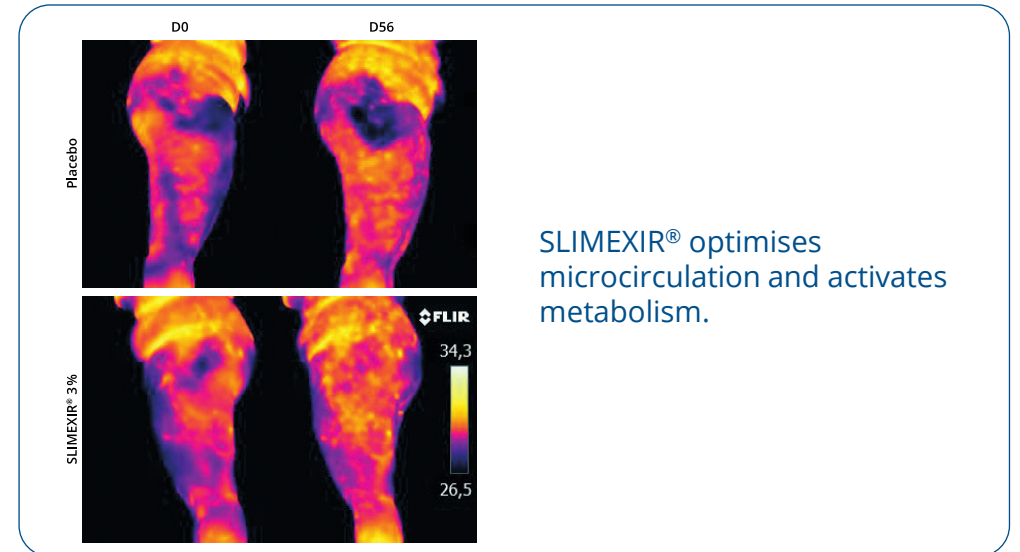 D0
D56
Placebo
SLIMEXIR® 3%
FLIR
34,3
26,5
SLIMEXIR® optimises
microcirculation and activates
metabolism.